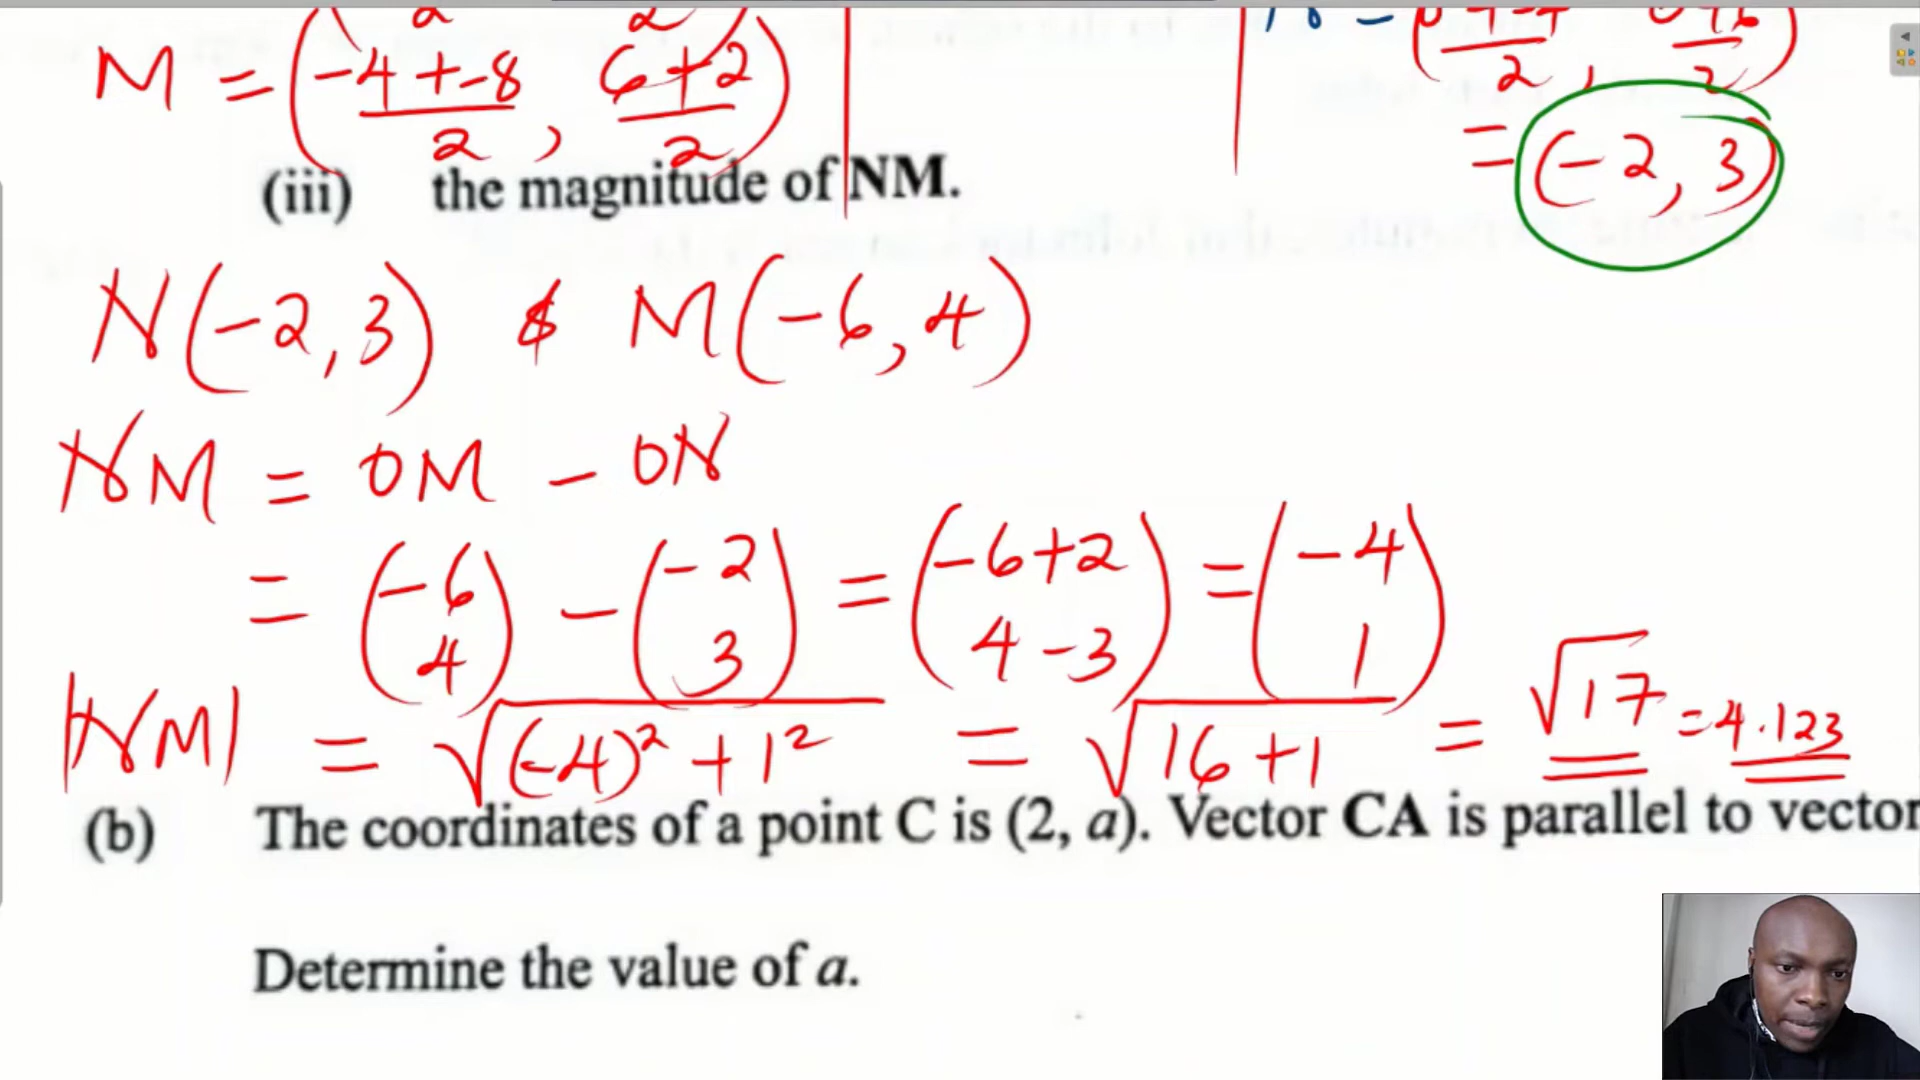 M = (-4+-8/2, 6+2/2)
= (-2, 3)
(iii) the magnitude of NM.
N(-2,3) & M(-6,4)
NM = OM - ON
= (-6 4) - (-2 3) = (-6+2 4-3) = (-4 1)
|NM| = √(-4)² + 1² = √16+1 = √17 = 4.123
(b) The coordinates of a point C is (2, a). Vector CA is parallel to vector
Determine the value of a.